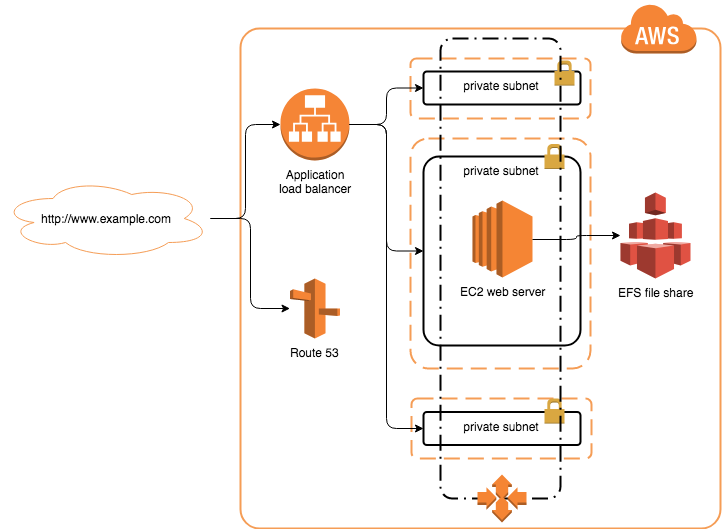 AWS
private subnet
Application
load balancer
private subnet
http://www.example.com
EC2 web server
EFS file share
Route 53
private subnet